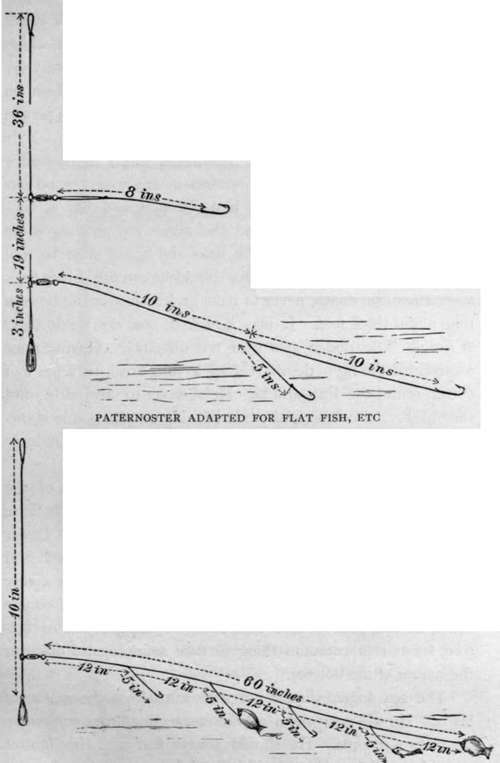 36 ins
8 ins
19 inches
3 inches
10 ins
10 ins
5 ins
PATERNOSTER ADAPTED FOR FLAT FISH, ETC
40 in
60 inches
12 in
5 in
12 in
5 in
12 in
5 in
12 in
5 in
12 in